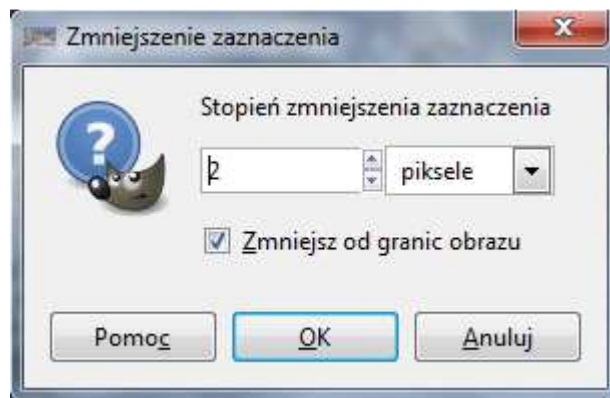 Zmniejszenie zaznaczenia
Stopień zmniejszenia zaznaczenia
2 piksele
Zmniejsz od granic obrazu
Pomoc OK Anuluj